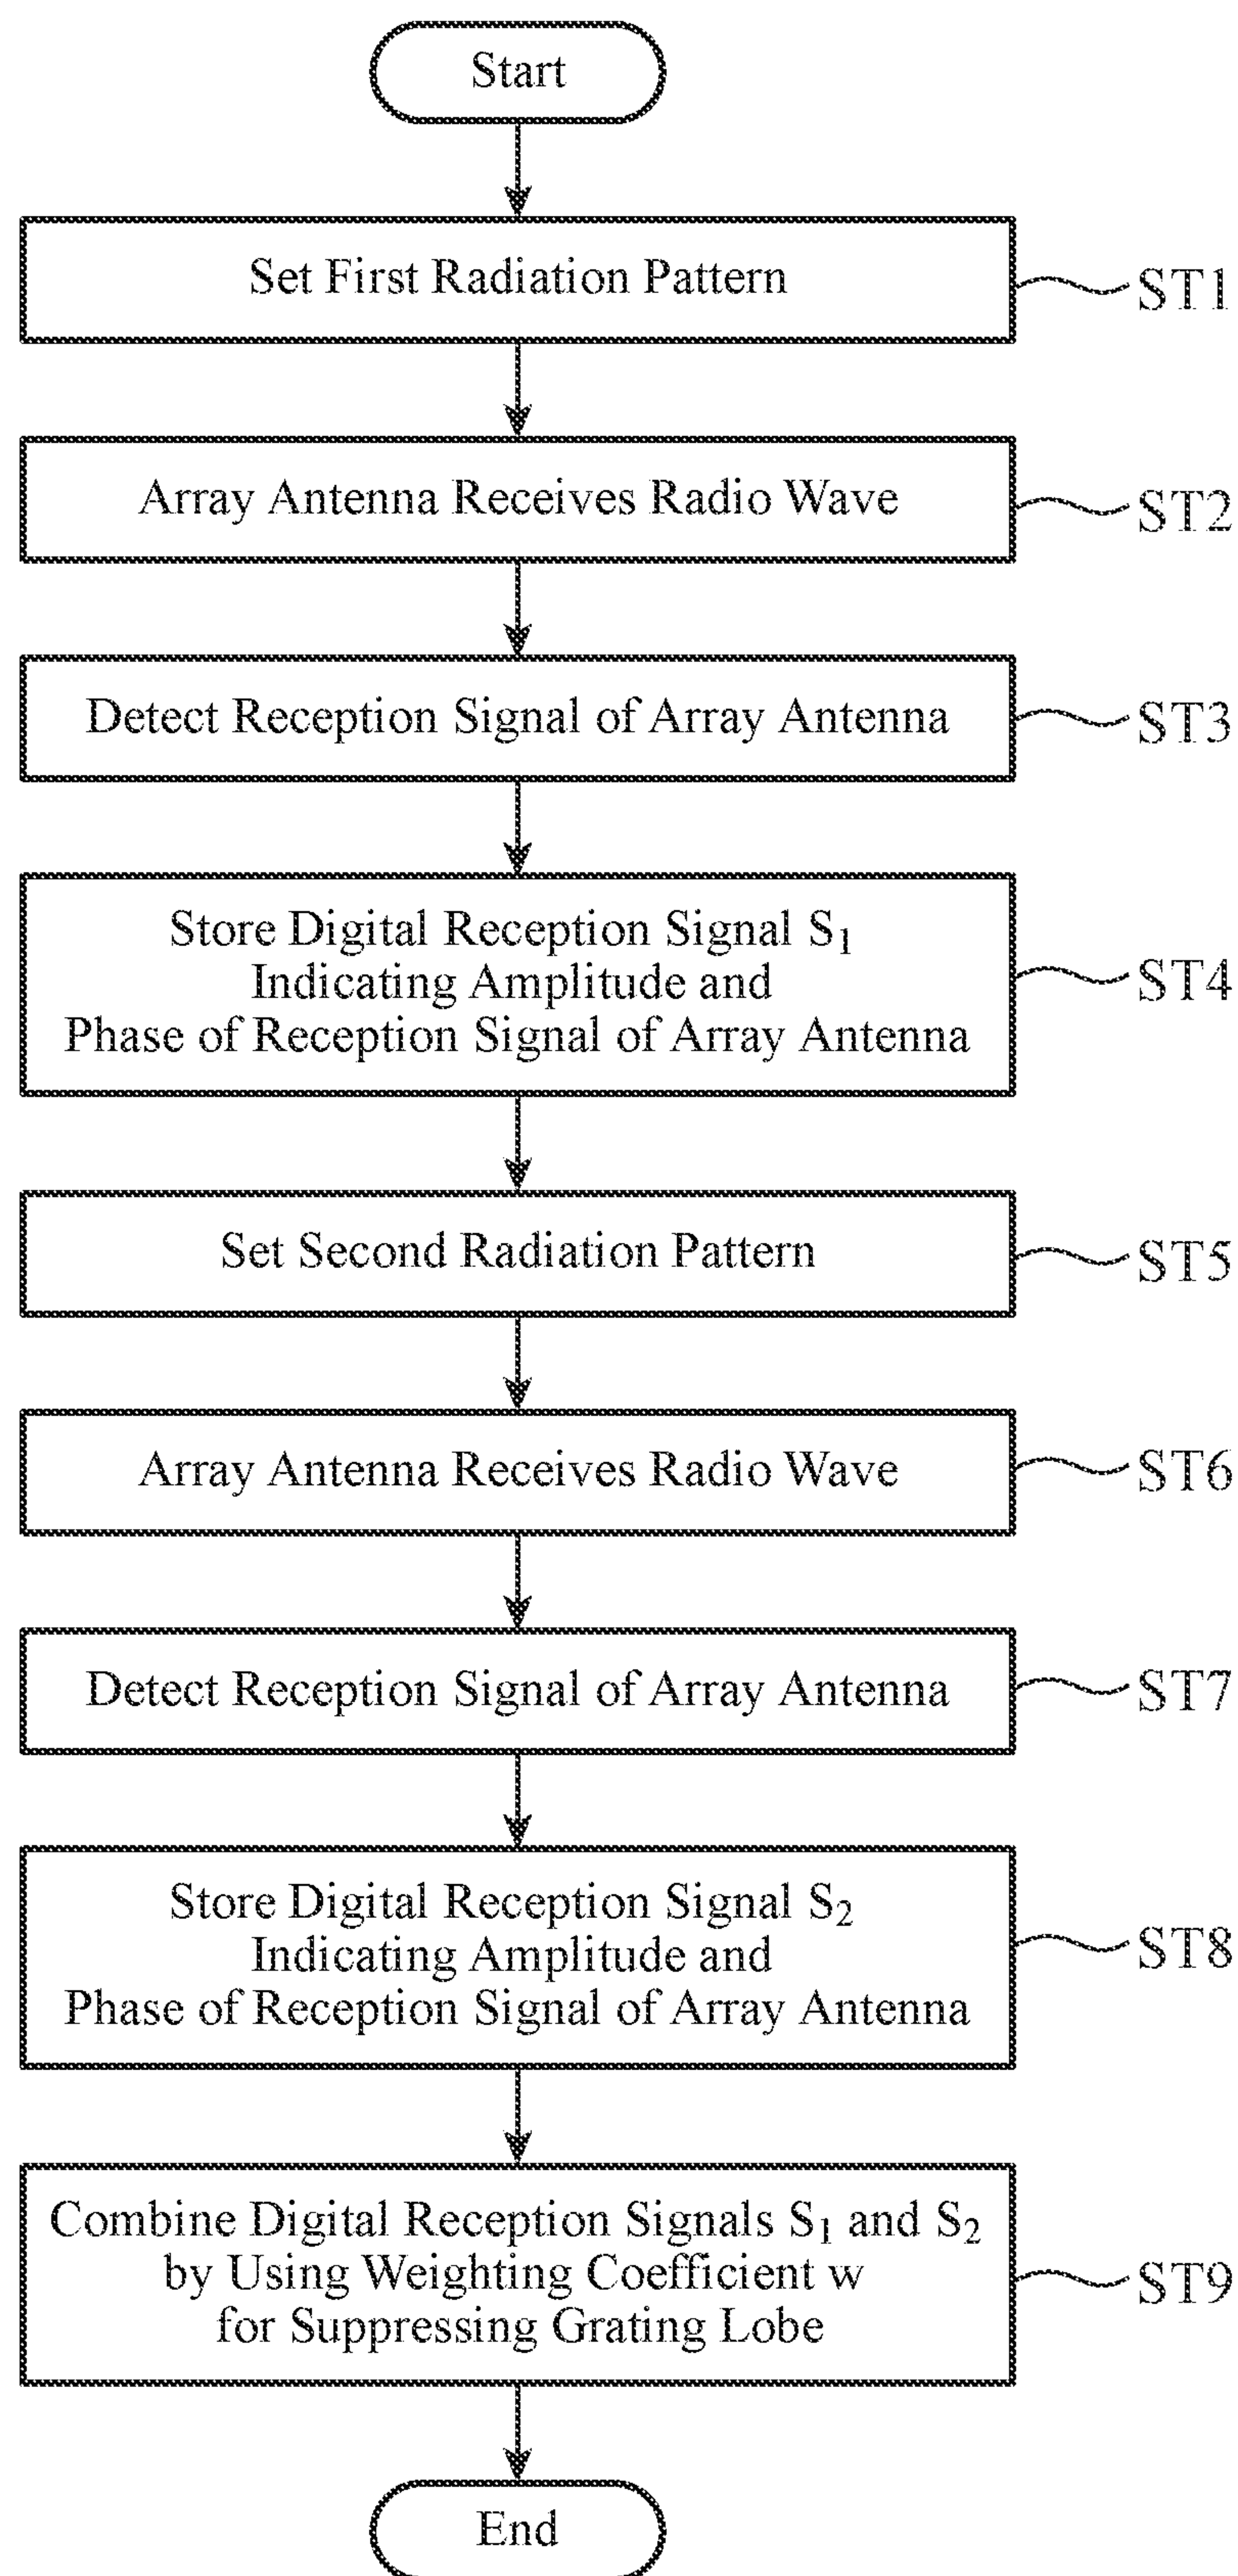 Start
Set First Radiation Pattern
ST1
Array Antenna Receives Radio Wave
ST2
Detect Reception Signal of Array Antenna
ST3
Store Digital Reception Signal S₁
Indicating Amplitude and
Phase of Reception Signal of Array Antenna
ST4
Set Second Radiation Pattern
ST5
Array Antenna Receives Radio Wave
ST6
Detect Reception Signal of Array Antenna
ST7
Store Digital Reception Signal S₂
Indicating Amplitude and
Phase of Reception Signal of Array Antenna
ST8
Combine Digital Reception Signals S₁ and S₂
by Using Weighting Coefficient w
for Suppressing Grating Lobe
ST9
End